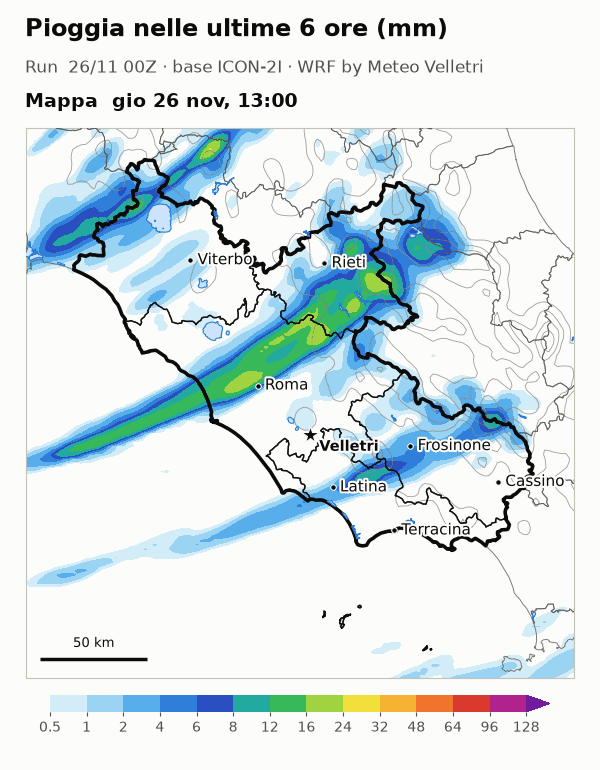 Pioggia nelle ultime 6 ore (mm)
Run  26/11 00Z · base ICON-2I · WRF by Meteo Velletri
Mappa  gio 26 nov, 13:00
Viterbo
Rieti
Roma
Velletri
Frosinone
Latina
Cassino
Terracina
50 km
0.5 1 2 4 6 8 12 16 24 32 48 64 96 128